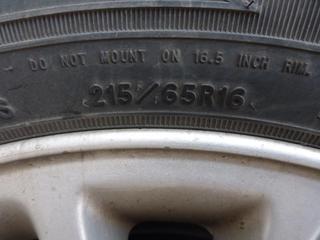 - DO NOT MOUNT ON 16.5 INCH RIM.
215/65R16